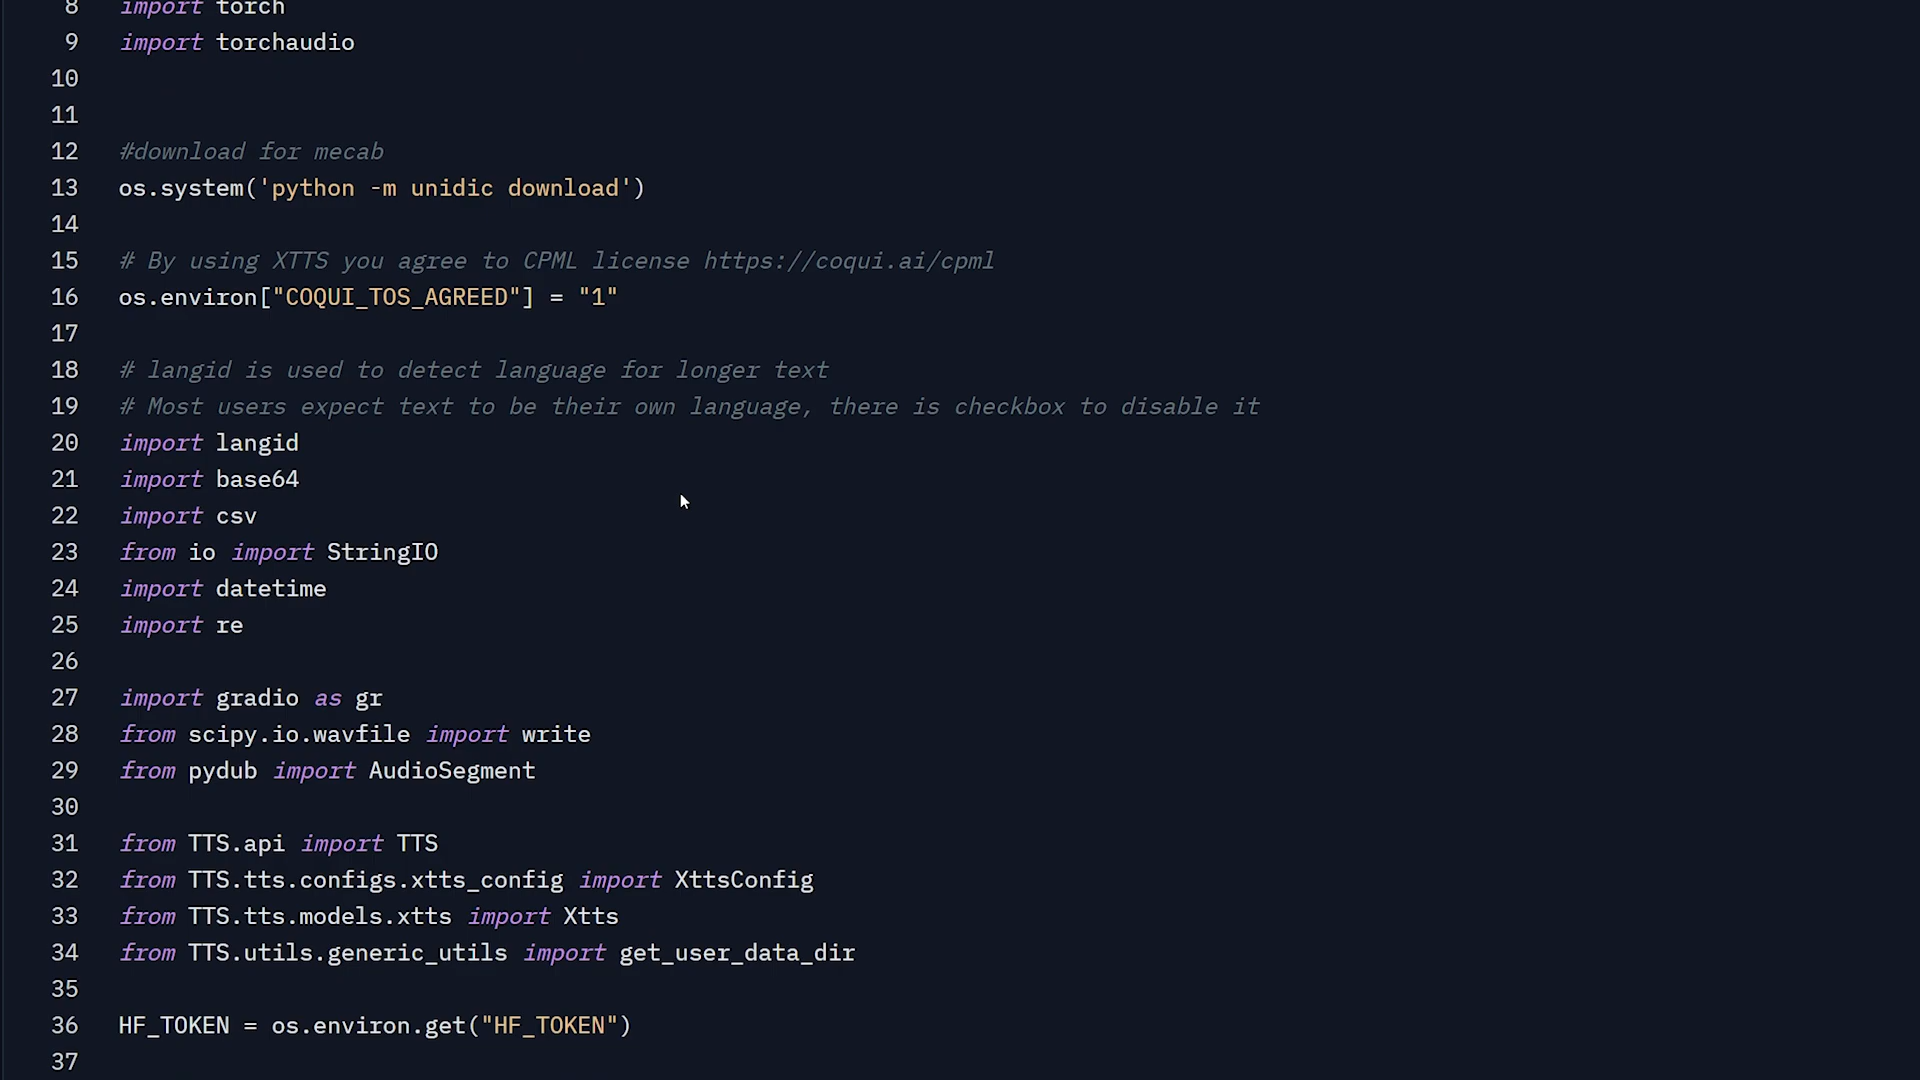 8 import torch
9 import torchaudio
10
11
12 #download for mecab
13 os.system('python -m unidic download')
14
15 # By using XTTS you agree to CPML license https://coqui.ai/cpml
16 os.environ["COQUI_TOS_AGREED"] = "1"
17
18 # langid is used to detect language for longer text
19 # Most users expect text to be their own language, there is checkbox to disable it
20 import langid
21 import base64
22 import csv
23 from io import StringIO
24 import datetime
25 import re
26
27 import gradio as gr
28 from scipy.io.wavfile import write
29 from pydub import AudioSegment
30
31 from TTS.api import TTS
32 from TTS.tts.configs.xtts_config import XttsConfig
33 from TTS.tts.models.xtts import Xtts
34 from TTS.utils.generic_utils import get_user_data_dir
35
36 HF_TOKEN = os.environ.get("HF_TOKEN")
37